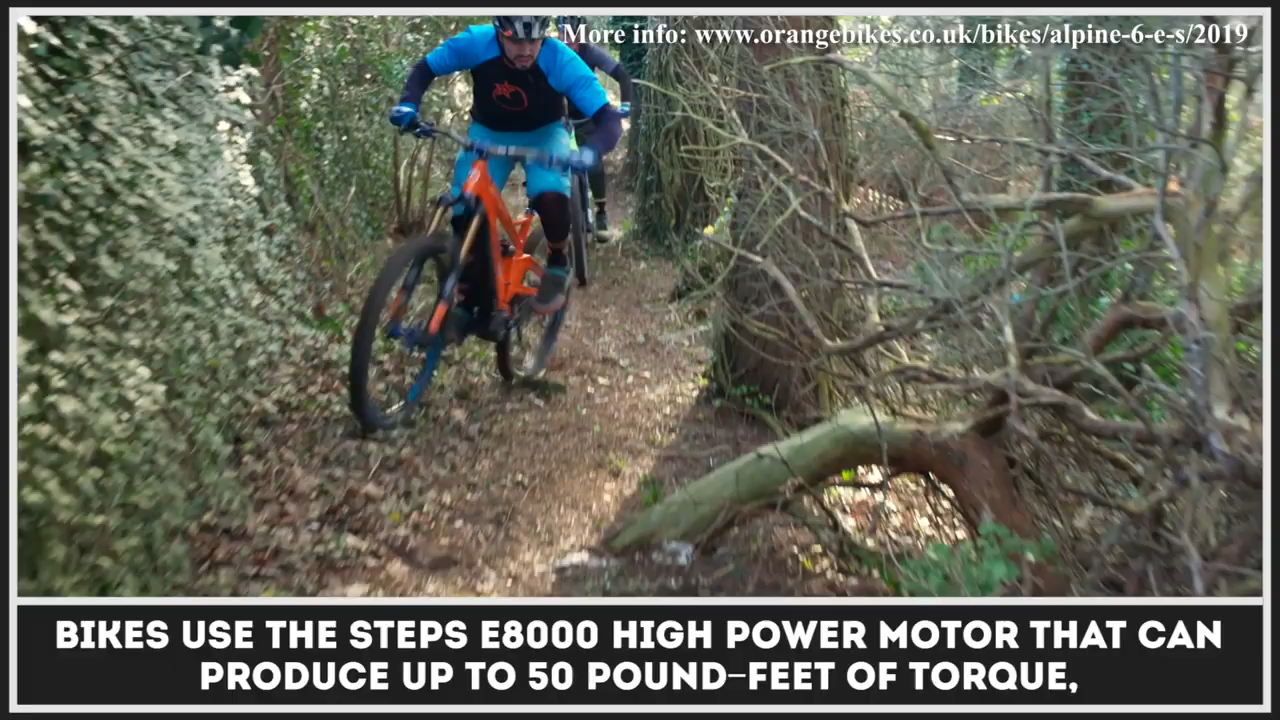 More info: www.orangebikes.co.uk/bikes/alpine-6-e-s/2019
BIKES USE THE STEPS E8000 HIGH POWER MOTOR THAT CAN
PRODUCE UP TO 50 POUND-FEET OF TORQUE,